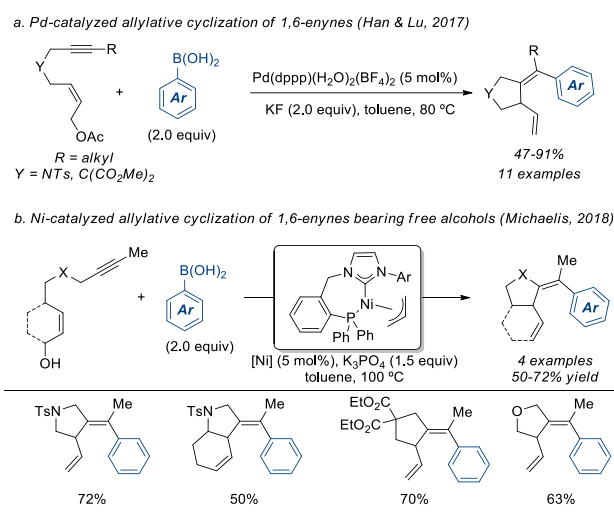 a. Pd-catalyzed allylative cyclization of 1,6-enynes (Han & Lu, 2017)
R
Y
OAc
R = alkyl
Y = NTs, C(CO₂Me)₂
+
B(OH)₂
Ar
(2.0 equiv)
Pd(dppp)(H₂O)₂(BF₄)₂ (5 mol%)
KF (2.0 equiv), toluene, 80 ºC
R
Y
Ar
47-91%
11 examples
b. Ni-catalyzed allylative cyclization of 1,6-enynes bearing free alcohols (Michaelis, 2018)
Me
X
OH
+
B(OH)₂
Ar
(2.0 equiv)
N
N
Ar
Ni
P
Ph
Ph
[Ni] (5 mol%), K₃PO₄ (1.5 equiv)
toluene, 100 ºC
Me
X
Ar
4 examples
50-72% yield
TsN
Me
72%
TsN
Me
50%
EtO₂C
EtO₂C
Me
70%
O
Me
63%